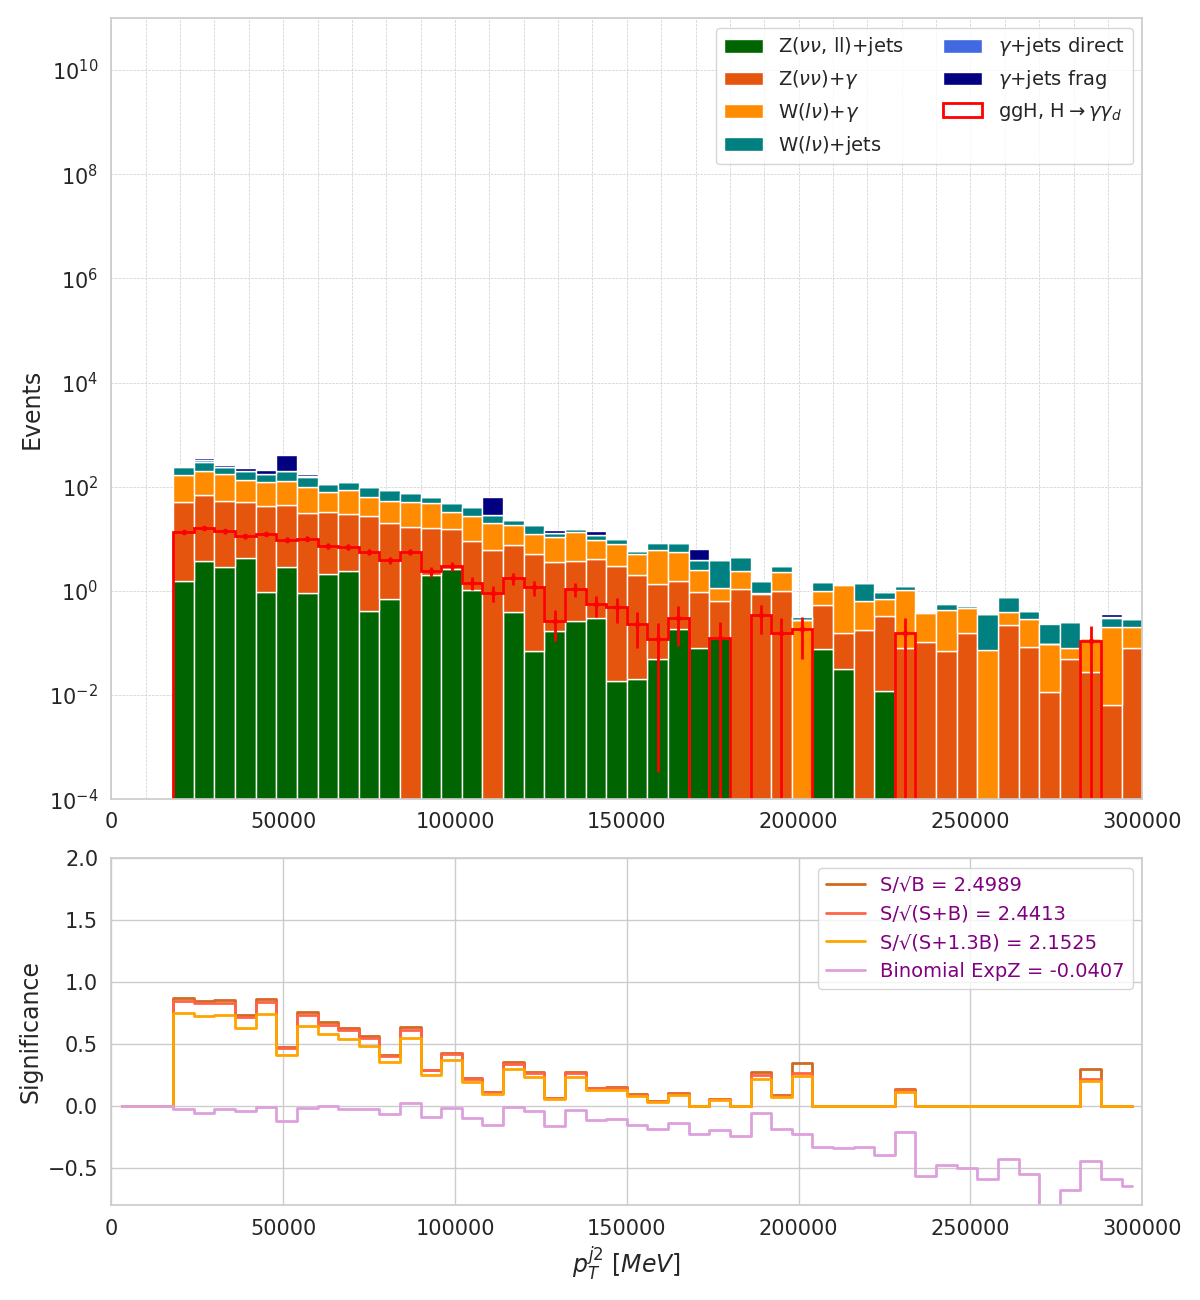 Z(νν, ll)+jets
Z(νν)+γ
W(lν)+γ
W(lν)+jets
γ+jets direct
γ+jets frag
ggH, H→γγ_d
Events
10^10
10^8
10^6
10^4
10^2
10^0
10^−2
10^−4
0 50000 100000 150000 200000 250000 300000
S/√B = 2.4989
S/√(S+B) = 2.4413
S/√(S+1.3B) = 2.1525
Binomial ExpZ = -0.0407
Significance
2.0
1.5
1.0
0.5
0.0
−0.5
0 50000 100000 150000 200000 250000 300000
p_T^{j2} [MeV]